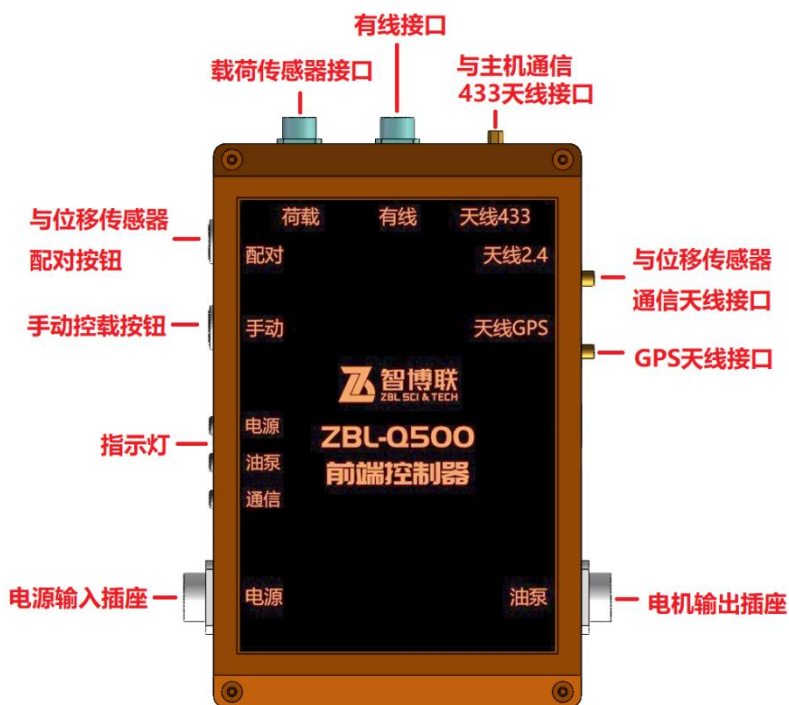 有线接口
载荷传感器接口
与主机通信
433天线接口
荷载
有线
天线433
与位移传感器
配对按钮
配对
天线2.4
与位移传感器
通信天线接口
手动控载按钮
手动
天线GPS
GPS天线接口
智博联
ZBL SCI & TECH
指示灯
电源
油泵
通信
ZBL-Q500
前端控制器
电源输入插座
电源
油泵
电机输出插座